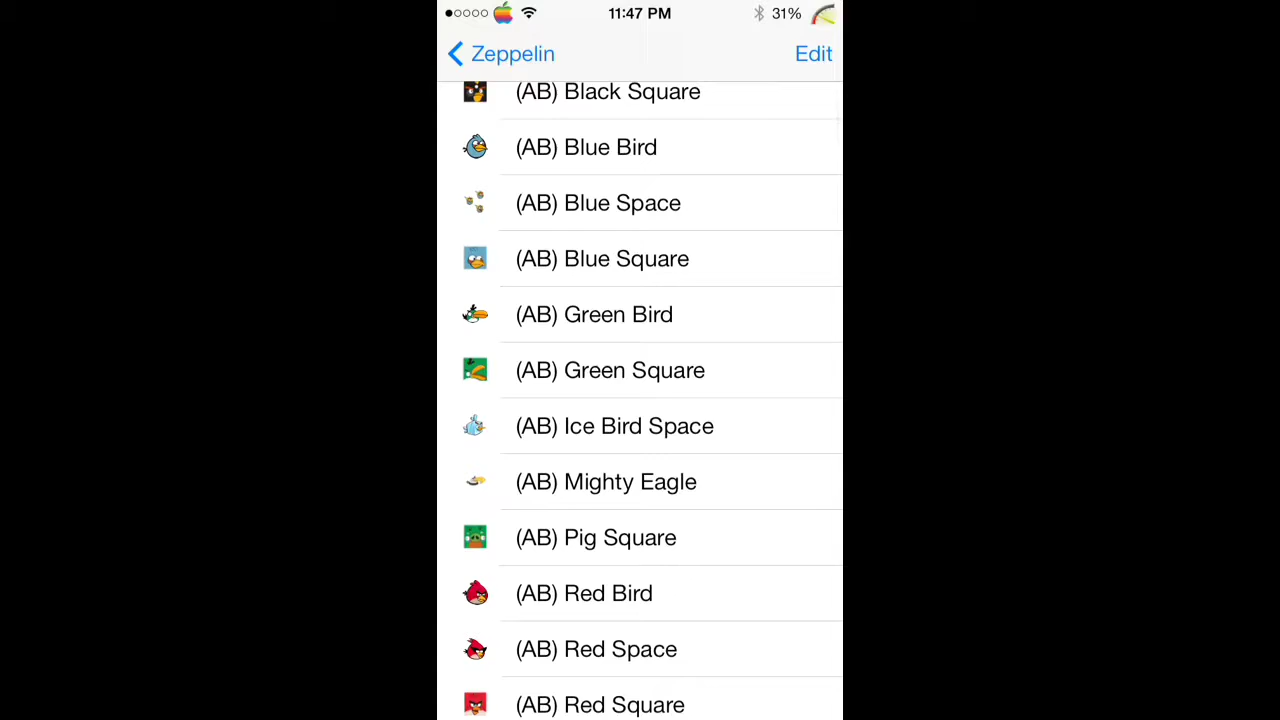 11:47 PM 31%
Zeppelin Edit
(AB) Black Square
(AB) Blue Bird
(AB) Blue Space
(AB) Blue Square
(AB) Green Bird
(AB) Green Square
(AB) Ice Bird Space
(AB) Mighty Eagle
(AB) Pig Square
(AB) Red Bird
(AB) Red Space
(AB) Red Square